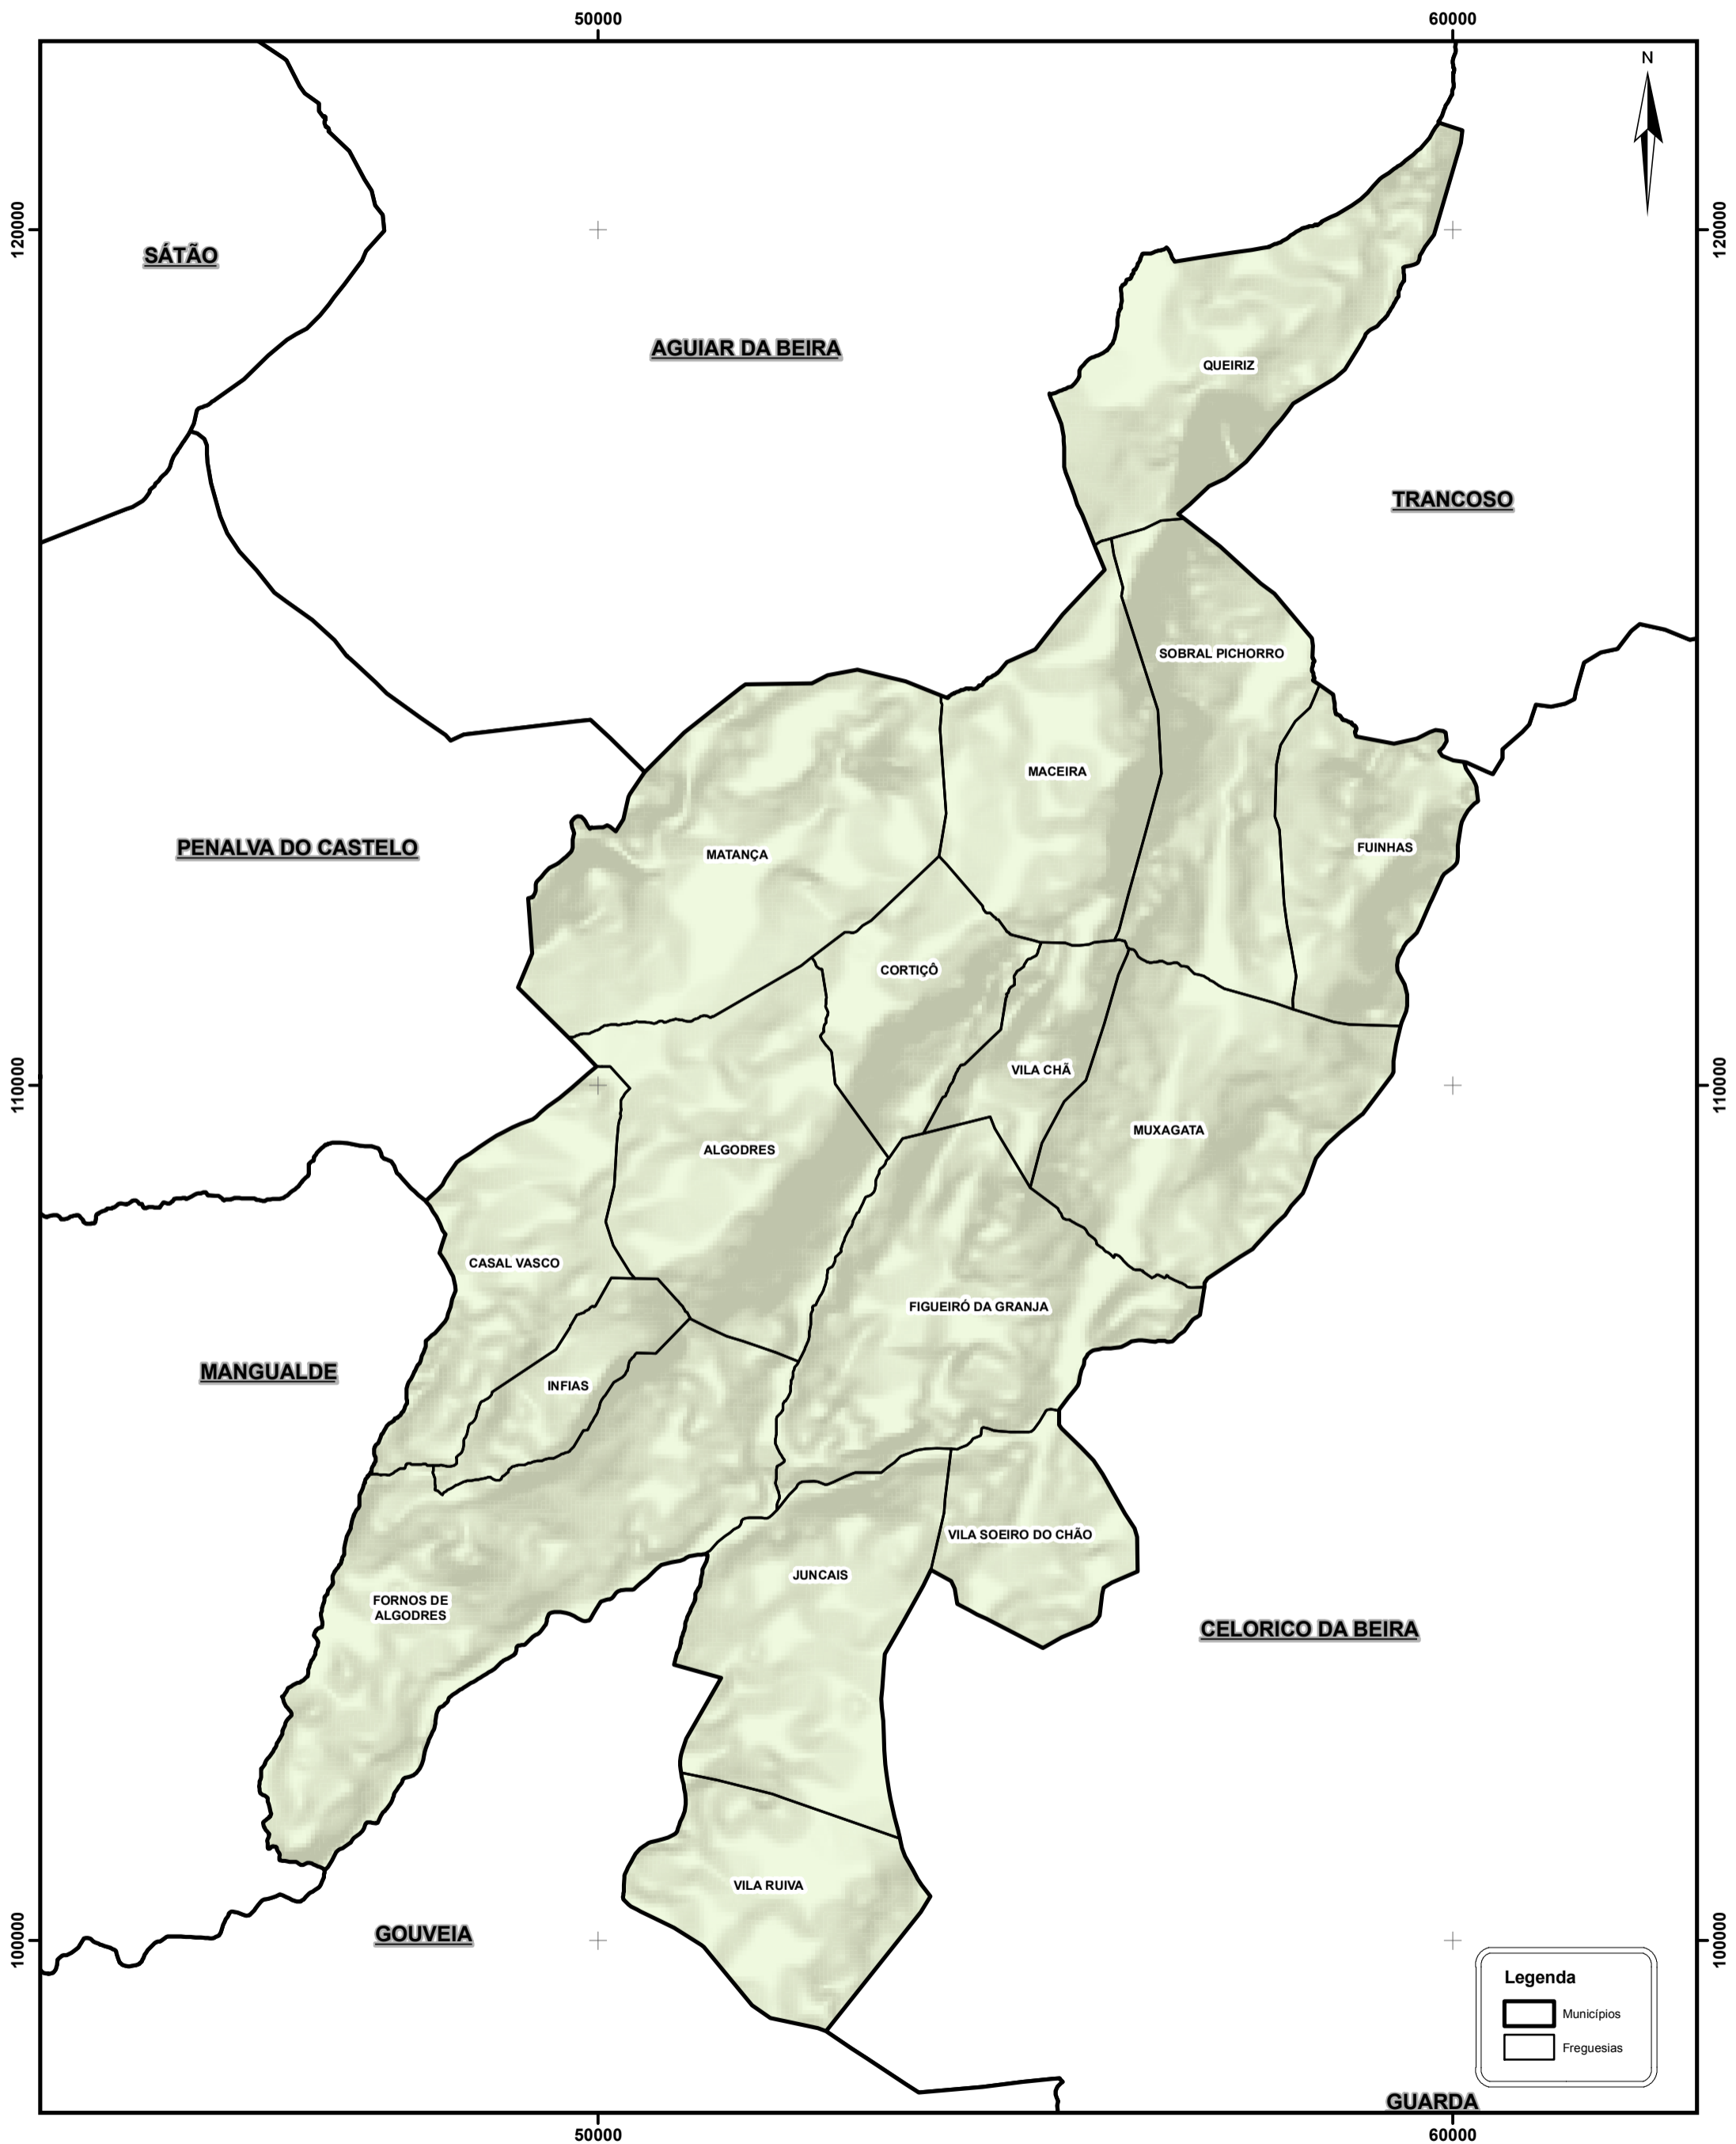 50000
60000
N
120000
120000
SÁTÃO
AGUIAR DA BEIRA
QUEIRIZ
TRANCOSO
SOBRAL PICHORRO
MACEIRA
PENALVA DO CASTELO
MATANÇA
FUINHAS
CORTIÇÔ
VILA CHÃ
110000
110000
MUXAGATA
ALGODRES
CASAL VASCO
FIGUEIRÓ DA GRANJA
MANGUALDE
INFIAS
VILA SOEIRO DO CHÃO
JUNCAIS
FORNOS DE
ALGODRES
CELORICO DA BEIRA
VILA RUIVA
GOUVEIA
100000
100000
Legenda
Municípios
Freguesias
GUARDA
50000
60000